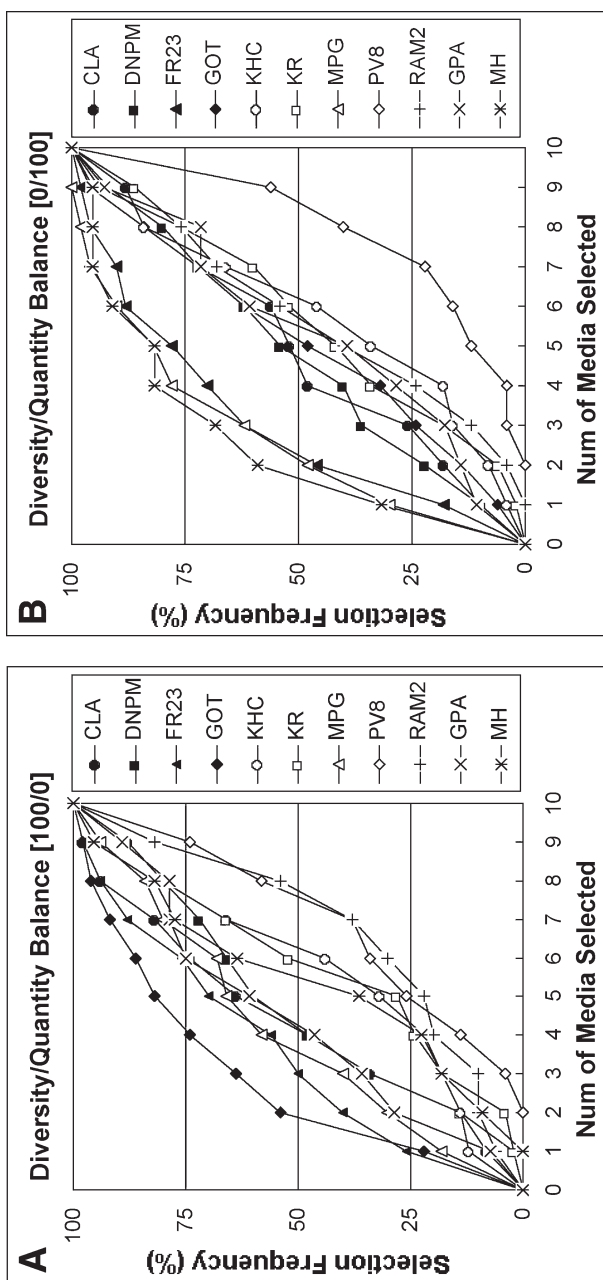 A
Diversity/Quantity Balance [100/0]
Selection Frequency (%)
100
75
50
25
0
0 1 2 3 4 5 6 7 8 9 10
Num of Media Selected
CLA
DNPM
FR23
GOT
KHC
KR
MPG
PV8
RAM2
GPA
MH
B
Diversity/Quantity Balance [0/100]
Selection Frequency (%)
100
75
50
25
0
0 1 2 3 4 5 6 7 8 9 10
Num of Media Selected
CLA
DNPM
FR23
GOT
KHC
KR
MPG
PV8
RAM2
GPA
MH